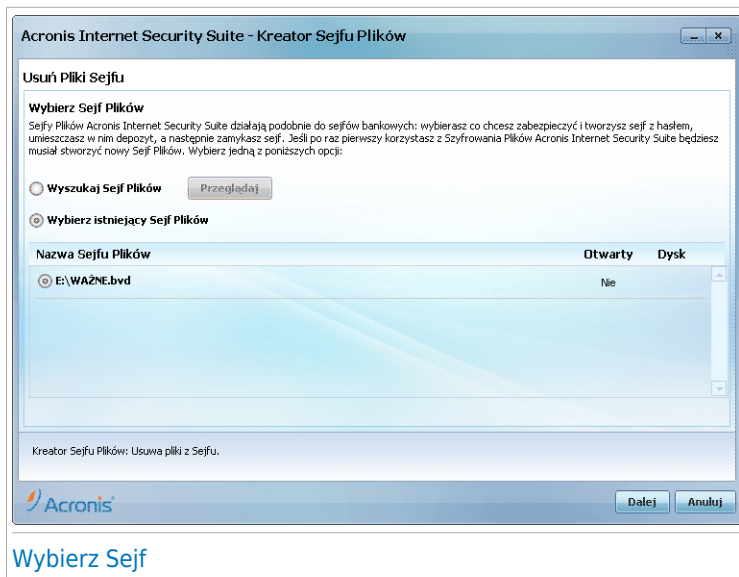 Acronis Internet Security Suite - Kreator Sejfu Plików
Usuń Pliki Sejfu
Wybierz Sejf Plików
Sejfy Plików Acronis Internet Security Suite działają podobnie do sejfów bankowych: wybierasz co chcesz zabezpieczyć i tworzysz sejf z hasłem,
umieszczasz w nim depozyt, a następnie zamykasz sejf. Jeśli po raz pierwszy korzystasz z Szyfrowania Plików Acronis Internet Security Suite będziesz
musiał stworzyć nowy Sejf Plików. Wybierz jedną z poniższych opcji:
Wyszukaj Sejf Plików Przeglądaj
Wybierz istniejący Sejf Plików
Nazwa Sejfu Plików Otwarty Dysk
E:\WAŻNE.bvd Nie
Kreator Sejfu Plików: Usuwa pliki z Sejfu.
Acronis Dalej Anuluj
Wybierz Sejf